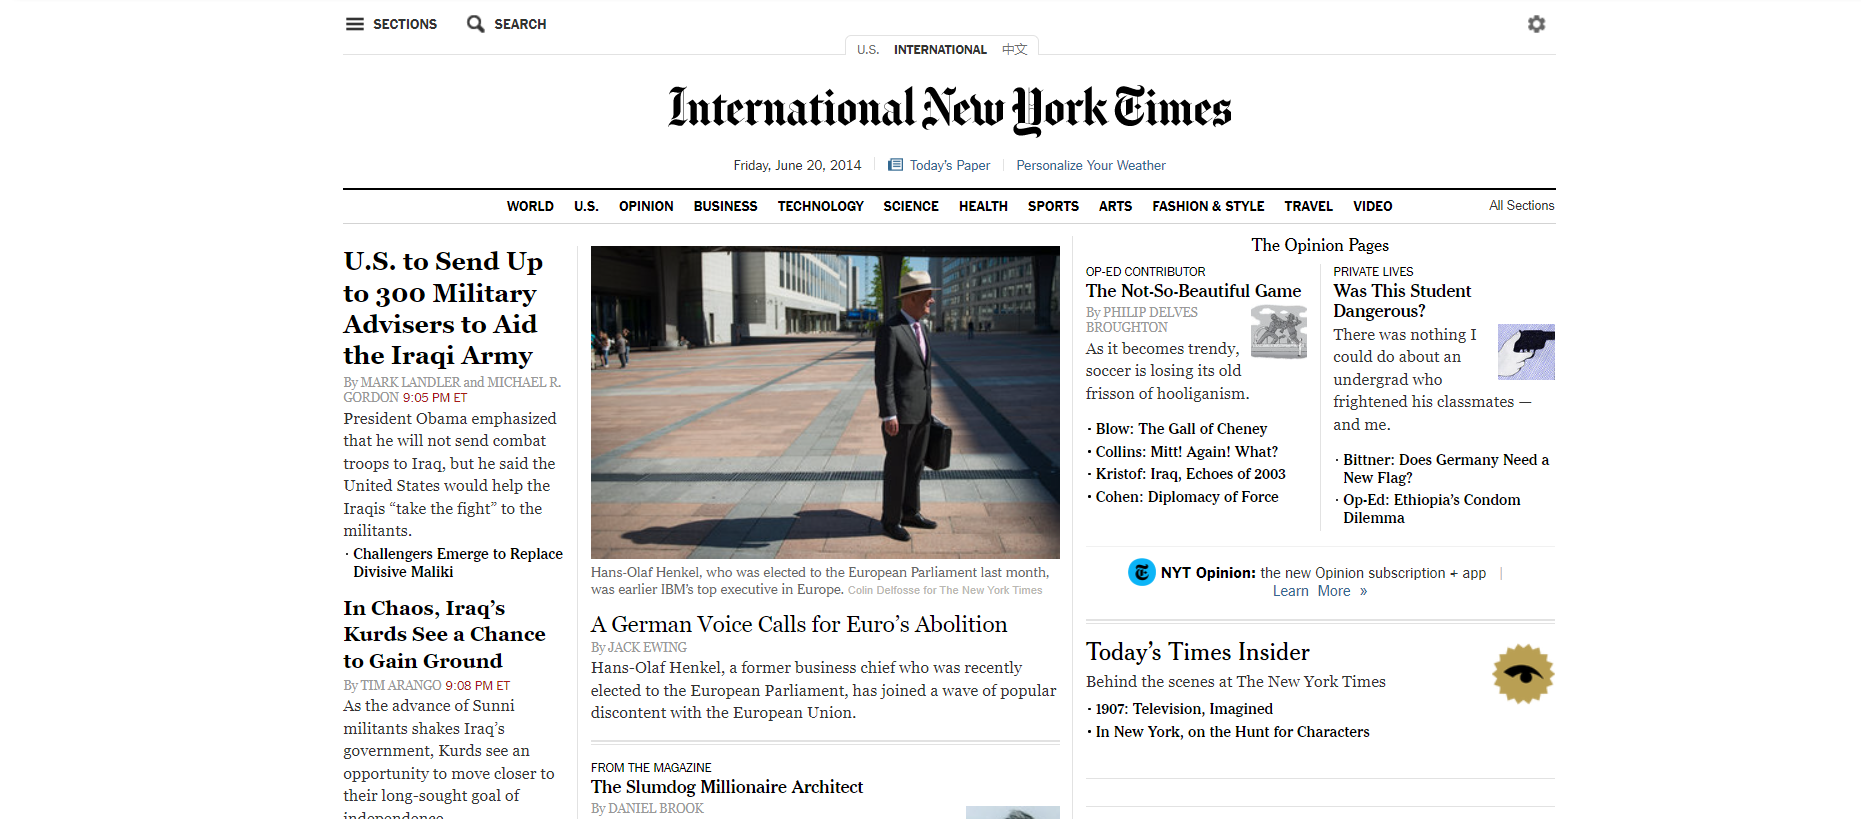 SECTIONS
SEARCH
U.S. INTERNATIONAL 中文
International New York Times
Friday, June 20, 2014
Today's Paper
Personalize Your Weather
WORLD U.S. OPINION BUSINESS TECHNOLOGY SCIENCE HEALTH SPORTS ARTS FASHION & STYLE TRAVEL VIDEO
All Sections
U.S. to Send Up
to 300 Military
Advisers to Aid
the Iraqi Army
By MARK LANDLER and MICHAEL R.
GORDON 9:05 PM ET
President Obama emphasized
that he will not send combat
troops to Iraq, but he said the
United States would help the
Iraqis “take the fight” to the
militants.
· Challengers Emerge to Replace
Divisive Maliki
In Chaos, Iraq’s
Kurds See a Chance
to Gain Ground
By TIM ARANGO 9:08 PM ET
As the advance of Sunni
militants shakes Iraq’s
government, Kurds see an
opportunity to move closer to
their long-sought goal of
independence.
Hans-Olaf Henkel, who was elected to the European Parliament last month,
was earlier IBM’s top executive in Europe. Colin Delfosse for The New York Times
A German Voice Calls for Euro’s Abolition
By JACK EWING
Hans-Olaf Henkel, a former business chief who was recently
elected to the European Parliament, has joined a wave of popular
discontent with the European Union.
FROM THE MAGAZINE
The Slumdog Millionaire Architect
By DANIEL BROOK
The Opinion Pages
OP-ED CONTRIBUTOR
The Not-So-Beautiful Game
By PHILIP DELVES
BROUGHTON
As it becomes trendy,
soccer is losing its old
frisson of hooliganism.
· Blow: The Gall of Cheney
· Collins: Mitt! Again! What?
· Kristof: Iraq, Echoes of 2003
· Cohen: Diplomacy of Force
PRIVATE LIVES
Was This Student
Dangerous?
There was nothing I
could do about an
undergrad who
frightened his classmates —
and me.
· Bittner: Does Germany Need a
New Flag?
· Op-Ed: Ethiopia’s Condom
Dilemma
NYT Opinion: the new Opinion subscription + app |
Learn More »
Today’s Times Insider
Behind the scenes at The New York Times
· 1907: Television, Imagined
· In New York, on the Hunt for Characters